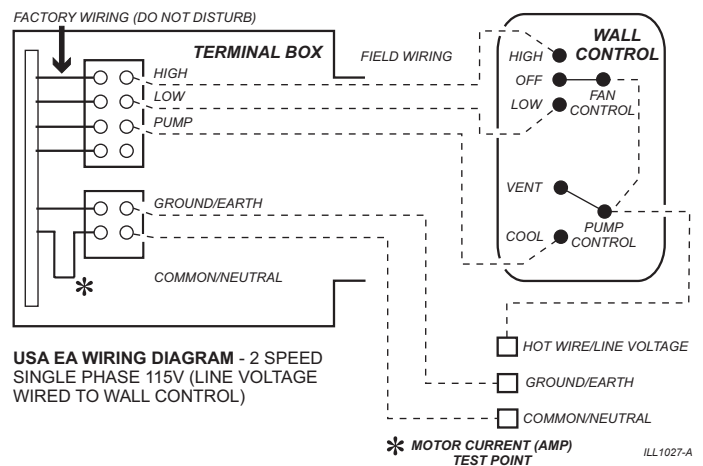 FACTORY WIRING (DO NOT DISTURB)
TERMINAL BOX
FIELD WIRING
WALL
CONTROL
HIGH
LOW
PUMP
HIGH
OFF
LOW
FAN
CONTROL
GROUND/EARTH
COMMON/NEUTRAL
VENT
COOL
PUMP
CONTROL
USA EA WIRING DIAGRAM - 2 SPEED
SINGLE PHASE 115V (LINE VOLTAGE
WIRED TO WALL CONTROL)
HOT WIRE/LINE VOLTAGE
GROUND/EARTH
COMMON/NEUTRAL
MOTOR CURRENT (AMP)
TEST POINT
ILL1027-A